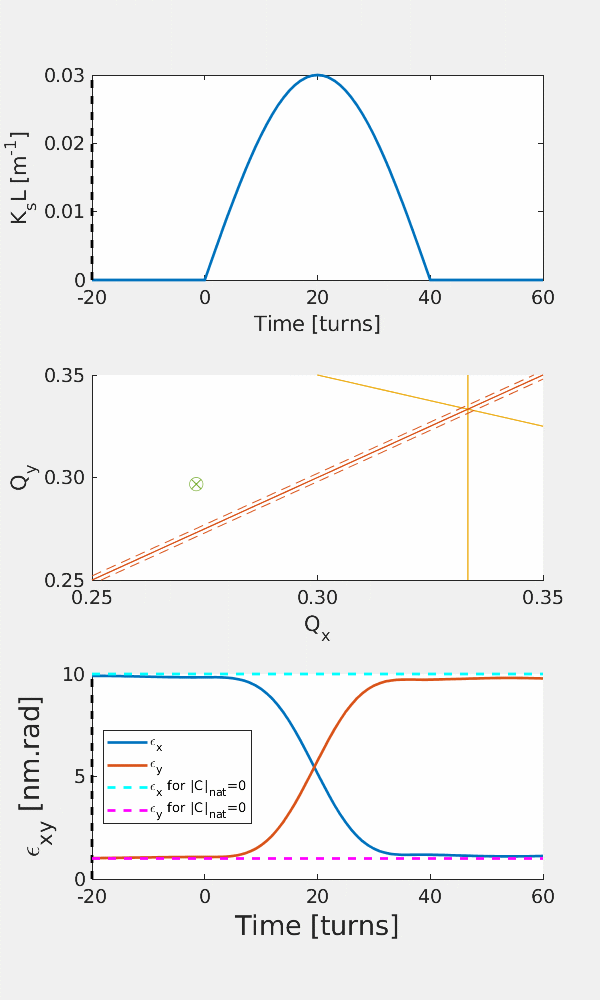 0.03
0.02
0.01
0
K_s L [m^-1]
-20 0 20 40 60
Time [turns]
0.35
0.30
0.25
Q_y
0.25 0.30 0.35
Q_x
10
5
0
ϵ_xy [nm.rad]
ϵ_x
ϵ_y
ϵ_x for |C|_nat=0
ϵ_y for |C|_nat=0
-20 0 20 40 60
Time [turns]